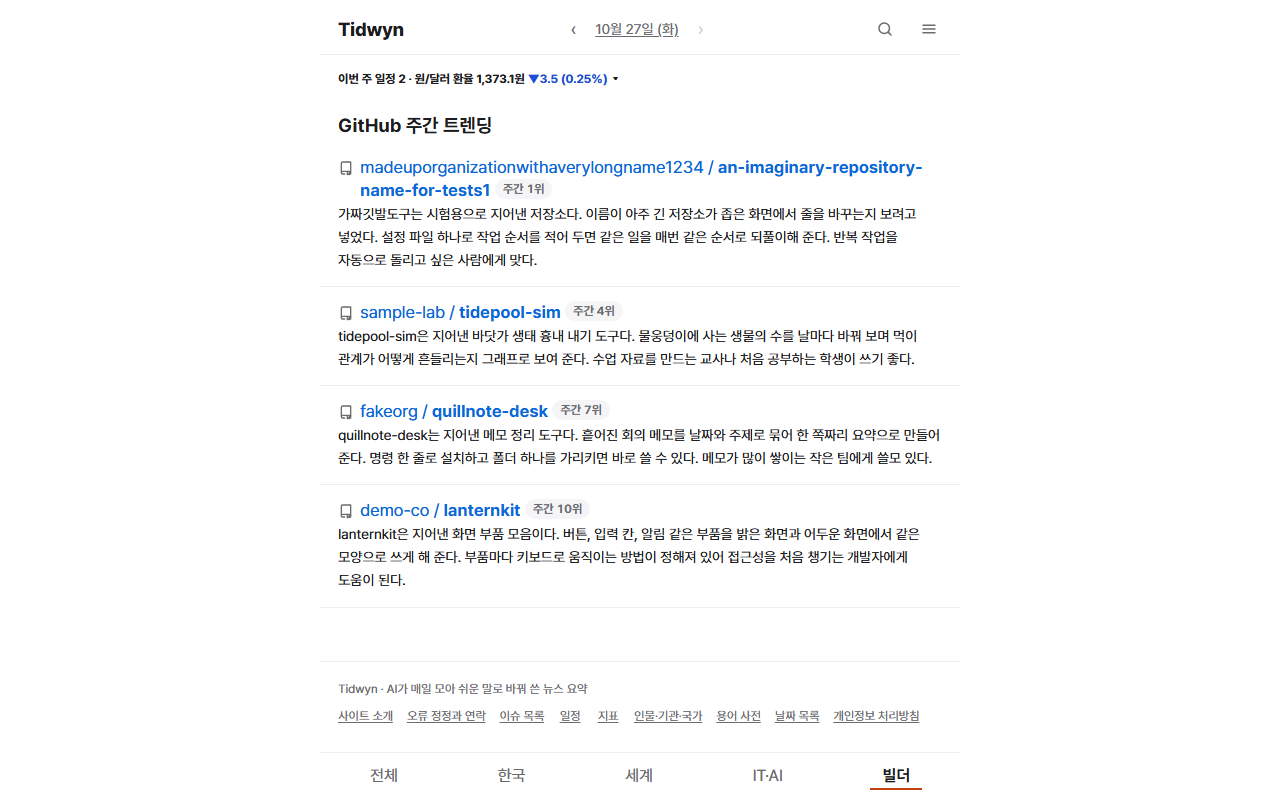 Tidwyn
‹ 10월 27일 (화) ›
이번 주 일정 2 · 원/달러 환율 1,373.1원 ▼3.5 (0.25%) ▾
GitHub 주간 트렌딩
madeuporganizationwithaverylongname1234 / an-imaginary-repository-
name-for-tests1 주간 1위
가짜깃발도구는 시험용으로 지어낸 저장소다. 이름이 아주 긴 저장소가 좁은 화면에서 줄을 바꾸는지 보려고
넣었다. 설정 파일 하나로 작업 순서를 적어 두면 같은 일을 매번 같은 순서로 되풀이해 준다. 반복 작업을
자동으로 돌리고 싶은 사람에게 맞다.
sample-lab / tidepool-sim 주간 4위
tidepool-sim은 지어낸 바닷가 생태 흉내 내기 도구다. 물웅덩이에 사는 생물의 수를 날마다 바꿔 보며 먹이
관계가 어떻게 흔들리는지 그래프로 보여 준다. 수업 자료를 만드는 교사나 처음 공부하는 학생이 쓰기 좋다.
fakeorg / quillnote-desk 주간 7위
quillnote-desk는 지어낸 메모 정리 도구다. 흩어진 회의 메모를 날짜와 주제로 묶어 한 쪽짜리 요약으로 만들어
준다. 명령 한 줄로 설치하고 폴더 하나를 가리키면 바로 쓸 수 있다. 메모가 많이 쌓이는 작은 팀에게 쓸모 있다.
demo-co / lanternkit 주간 10위
lanternkit은 지어낸 화면 부품 모음이다. 버튼, 입력 칸, 알림 같은 부품을 밝은 화면과 어두운 화면에서 같은
모양으로 쓰게 해 준다. 부품마다 키보드로 움직이는 방법이 정해져 있어 접근성을 처음 챙기는 개발자에게
도움이 된다.
Tidwyn · AI가 매일 모아 쉬운 말로 바꿔 쓴 뉴스 요약
사이트 소개 오류 정정과 연락 이슈 목록 일정 지표 인물·기관·국가 용어 사전 날짜 목록 개인정보 처리방침
전체 한국 세계 IT·AI 빌더